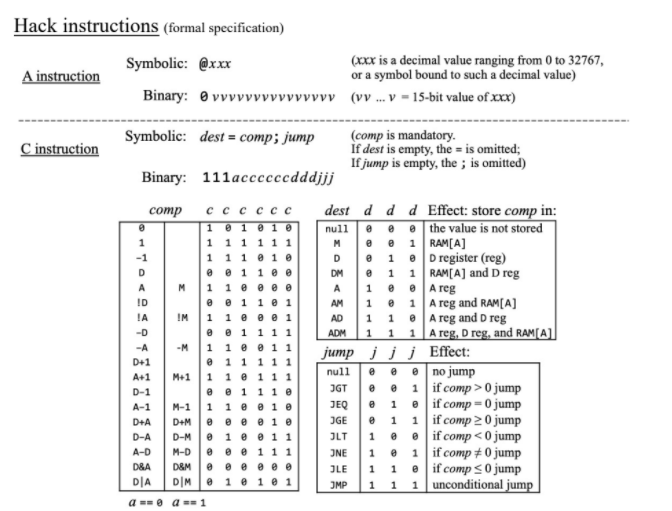 Hack instructions (formal specification)
A instruction
Symbolic: @xxx (xxx is a decimal value ranging from 0 to 32767,
or a symbol bound to such a decimal value)
Binary: 0 vvvvvvvvvvvvvvv (vv ... v = 15-bit value of xxx)
C instruction
Symbolic: dest = comp; jump (comp is mandatory.
If dest is empty, the = is omitted;
If jump is empty, the ; is omitted)
Binary: 111accccccdddjjj
comp c c c c c c
0 1 0 1 0 1 0
1 1 1 1 1 1 1
-1 1 1 1 0 1 0
D 0 0 1 1 0 0
A M 1 1 0 0 0 0
!D 0 0 1 1 0 1
!A !M 1 1 0 0 0 1
-D 0 0 1 1 1 1
-A -M 1 1 0 0 1 1
D+1 0 1 1 1 1 1
A+1 M+1 1 1 0 1 1 1
D-1 0 0 1 1 1 0
A-1 M-1 1 1 0 0 1 0
D+A D+M 0 0 0 0 1 0
D-A D-M 0 1 0 0 1 1
A-D M-D 0 0 0 1 1 1
D&A D&M 0 0 0 0 0 0
D|A D|M 0 1 0 1 0 1
a == 0 a == 1
dest d d d Effect: store comp in:
null 0 0 0 the value is not stored
M 0 0 1 RAM[A]
D 0 1 0 D register (reg)
DM 0 1 1 RAM[A] and D reg
A 1 0 0 A reg
AM 1 0 1 A reg and RAM[A]
AD 1 1 0 A reg and D reg
ADM 1 1 1 A reg, D reg, and RAM[A]
jump j j j Effect:
null 0 0 0 no jump
JGT 0 0 1 if comp > 0 jump
JEQ 0 1 0 if comp = 0 jump
JGE 0 1 1 if comp ≥ 0 jump
JLT 1 0 0 if comp < 0 jump
JNE 1 0 1 if comp ≠ 0 jump
JLE 1 1 0 if comp ≤ 0 jump
JMP 1 1 1 unconditional jump